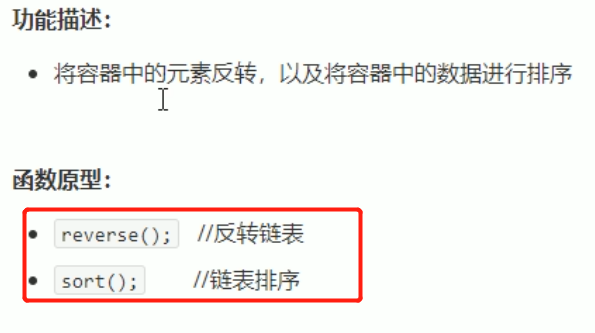 功能描述：
将容器中的元素反转，以及将容器中的数据进行排序
函数原型：
reverse(); //反转链表
sort(); //链表排序